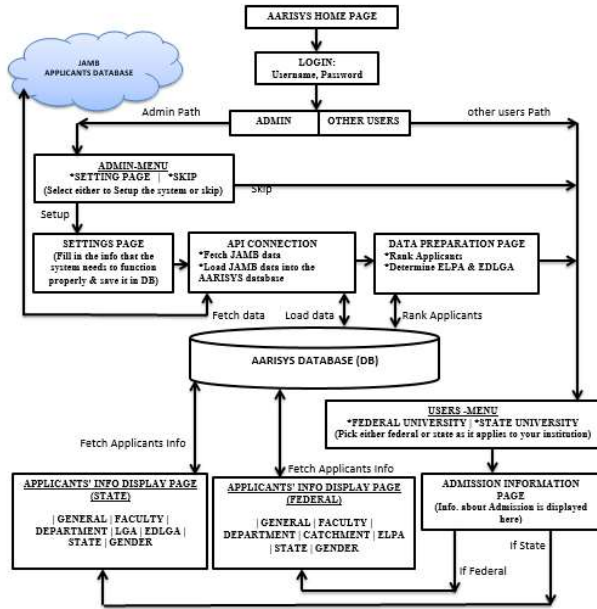 AARISYS HOME PAGE
JAMB
APPLICANTS DATABASE
LOGIN:
Username, Password
Admin Path
other users Path
ADMIN
OTHER USERS
ADMIN-MENU
*SETTING PAGE | *SKIP
(Select either to Setup the system or skip)
Skip
Setup
SETTINGS PAGE
(Fill in the info that the
system needs to function
properly & save it in DB)
API CONNECTION
*Fetch JAMB data
*Load JAMB data into the
AARISYS database
DATA PREPARATION PAGE
*Rank Applicants
*Determine ELPA & EDLGA
Fetch data
Load data
Rank Applicants
AARISYS DATABASE (DB)
USERS -MENU
*FEDERAL UNIVERSITY | *STATE UNIVERSITY
(Pick either federal or state as it applies to your institution)
Fetch Applicants Info
Fetch Applicants Info
APPLICANTS' INFO DISPLAY PAGE
(STATE)
| GENERAL | FACULTY |
DEPARTMENT | LGA | EDLGA |
STATE | GENDER
APPLICANTS' INFO DISPLAY PAGE
(FEDERAL)
| GENERAL | FACULTY |
DEPARTMENT | CATCHMENT | ELPA
| STATE | GENDER
ADMISSION INFORMATION
PAGE
(Info. about Admission is displayed
here)
If State
If Federal